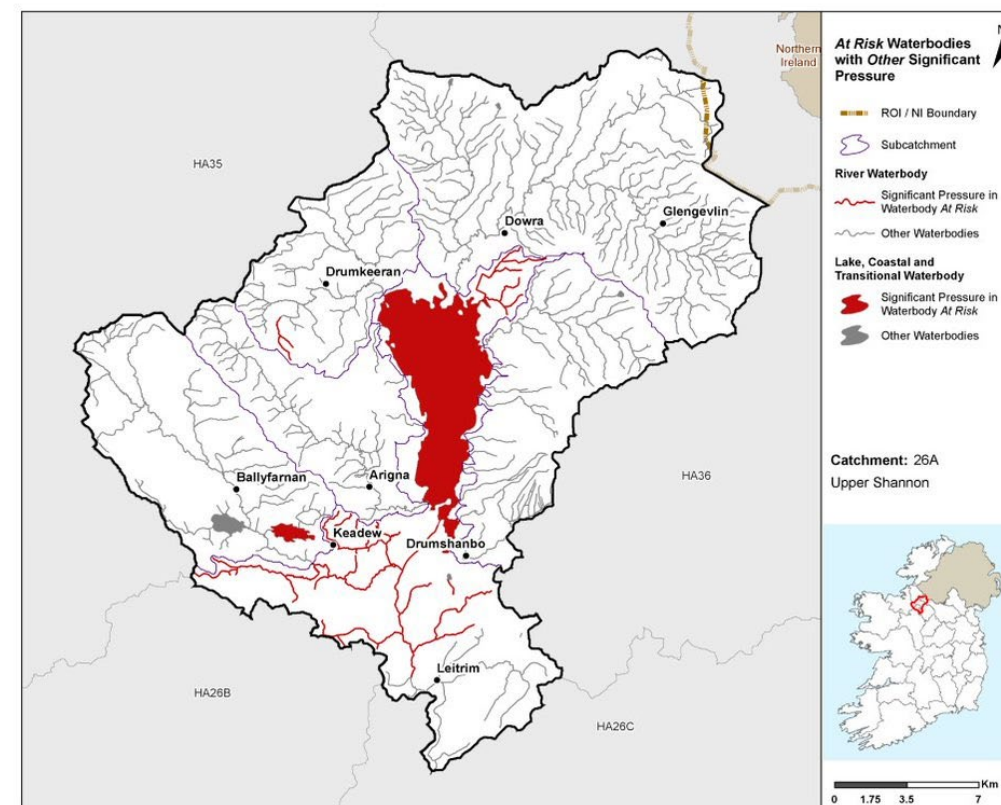 Northern
Ireland
HA35
Dowra
Glengevlin
Drumkeeran
HA36
Ballyfarnan
Arigna
Keadew
Drumshanbo
Leitrim
HA26B
HA26C
At Risk Waterbodies
with Other Significant
Pressure
N
ROI / NI Boundary
Subcatchment
River Waterbody
Significant Pressure in
Waterbody At Risk
Other Waterbodies
Lake, Coastal and
Transitional Waterbody
Significant Pressure in
Waterbody At Risk
Other Waterbodies
Catchment: 26A
Upper Shannon
Km
0 1.75 3.5 7